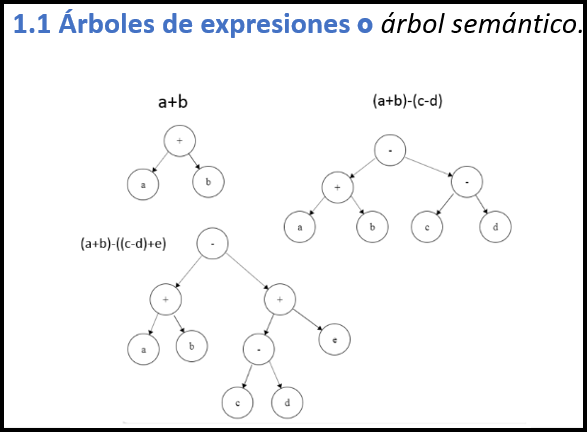 1.1 Árboles de expresiones o árbol semántico.
a+b
+
a b
(a+b)-(c-d)
-
+ -
a b c d
(a+b)-((c-d)+e)
-
+ +
a b - e
c d